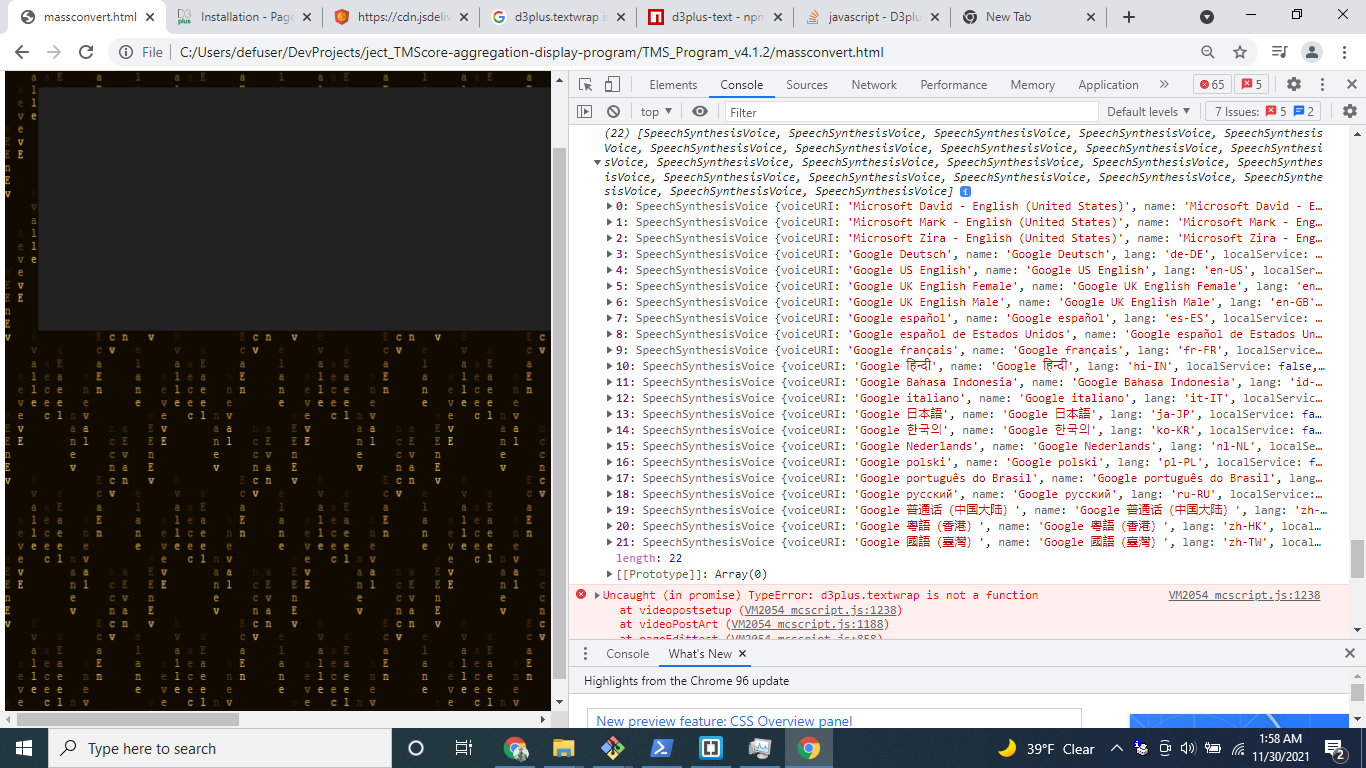 massconvert.html
Installation - Page
https://cdn.jsdeliv
d3plus.textwrap is
d3plus-text - npm
javascript - D3plu
New Tab
File C:/Users/defuser/DevProjects/ject_TMScore-aggregation-display-program/TMS_Program_v4.1.2/massconvert.html
Elements Console Sources Network Performance Memory Application 65 5
top Filter Default levels 7 Issues: 5 2
(22) [SpeechSynthesisVoice, SpeechSynthesisVoice, SpeechSynthesisVoice, SpeechSynthesisVoice, SpeechSynthesis
Voice, SpeechSynthesisVoice, SpeechSynthesisVoice, SpeechSynthesisVoice, SpeechSynthesisVoice, SpeechSynthesi
isVoice, SpeechSynthesisVoice, SpeechSynthesisVoice, SpeechSynthesisVoice, SpeechSynthesisVoice, SpeechSynthe
isVoice, SpeechSynthesisVoice, SpeechSynthesisVoice, SpeechSynthesisVoice, SpeechSynthesisVoice, SpeechSynthe
sisVoice, SpeechSynthesisVoice, SpeechSynthesisVoice]
0: SpeechSynthesisVoice {voiceURI: 'Microsoft David - English (United States)', name: 'Microsoft David - E…
1: SpeechSynthesisVoice {voiceURI: 'Microsoft Mark - English (United States)', name: 'Microsoft Mark - Eng…
2: SpeechSynthesisVoice {voiceURI: 'Microsoft Zira - English (United States)', name: 'Microsoft Zira - Eng…
3: SpeechSynthesisVoice {voiceURI: 'Google Deutsch', name: 'Google Deutsch', lang: 'de-DE', localService: …
4: SpeechSynthesisVoice {voiceURI: 'Google US English', name: 'Google US English', lang: 'en-US', localSer…
5: SpeechSynthesisVoice {voiceURI: 'Google UK English Female', name: 'Google UK English Female', lang: 'en…
6: SpeechSynthesisVoice {voiceURI: 'Google UK English Male', name: 'Google UK English Male', lang: 'en-GB'…
7: SpeechSynthesisVoice {voiceURI: 'Google español', name: 'Google español', lang: 'es-ES', localService: …
8: SpeechSynthesisVoice {voiceURI: 'Google español de Estados Unidos', name: 'Google español de Estados Un…
9: SpeechSynthesisVoice {voiceURI: 'Google français', name: 'Google français', lang: 'fr-FR', localService…
10: SpeechSynthesisVoice {voiceURI: 'Google हिन्दी', name: 'Google हिन्दी', lang: 'hi-IN', localService: false,…
11: SpeechSynthesisVoice {voiceURI: 'Google Bahasa Indonesia', name: 'Google Bahasa Indonesia', lang: 'id-…
12: SpeechSynthesisVoice {voiceURI: 'Google italiano', name: 'Google italiano', lang: 'it-IT', localServic…
13: SpeechSynthesisVoice {voiceURI: 'Google 日本語', name: 'Google 日本語', lang: 'ja-JP', localService: fa…
14: SpeechSynthesisVoice {voiceURI: 'Google 한국의', name: 'Google 한국의', lang: 'ko-KR', localService: fa…
15: SpeechSynthesisVoice {voiceURI: 'Google Nederlands', name: 'Google Nederlands', lang: 'nl-NL', localSe…
16: SpeechSynthesisVoice {voiceURI: 'Google polski', name: 'Google polski', lang: 'pl-PL', localService: f…
17: SpeechSynthesisVoice {voiceURI: 'Google português do Brasil', name: 'Google português do Brasil', lang…
18: SpeechSynthesisVoice {voiceURI: 'Google русский', name: 'Google русский', lang: 'ru-RU', localService:…
19: SpeechSynthesisVoice {voiceURI: 'Google 普通话（中国大陆）', name: 'Google 普通话（中国大陆）', lang: 'zh-…
20: SpeechSynthesisVoice {voiceURI: 'Google 粤語（香港）', name: 'Google 粤語（香港）', lang: 'zh-HK', local…
21: SpeechSynthesisVoice {voiceURI: 'Google 國語（臺灣）', name: 'Google 國語（臺灣）', lang: 'zh-TW', local…
length: 22
[[Prototype]]: Array(0)
Uncaught (in promise) TypeError: d3plus.textwrap is not a function VM2054 mcscript.js:1238
at videopostsetup (VM2054 mcscript.js:1238)
at videoPostArt (VM2054 mcscript.js:1188)
at pageEdittest (VM2054 mcscript.js:858)
Console What's New
Highlights from the Chrome 96 update
New preview feature: CSS Overview panel
Type here to search
39°F Clear
1:58 AM
11/30/2021
2